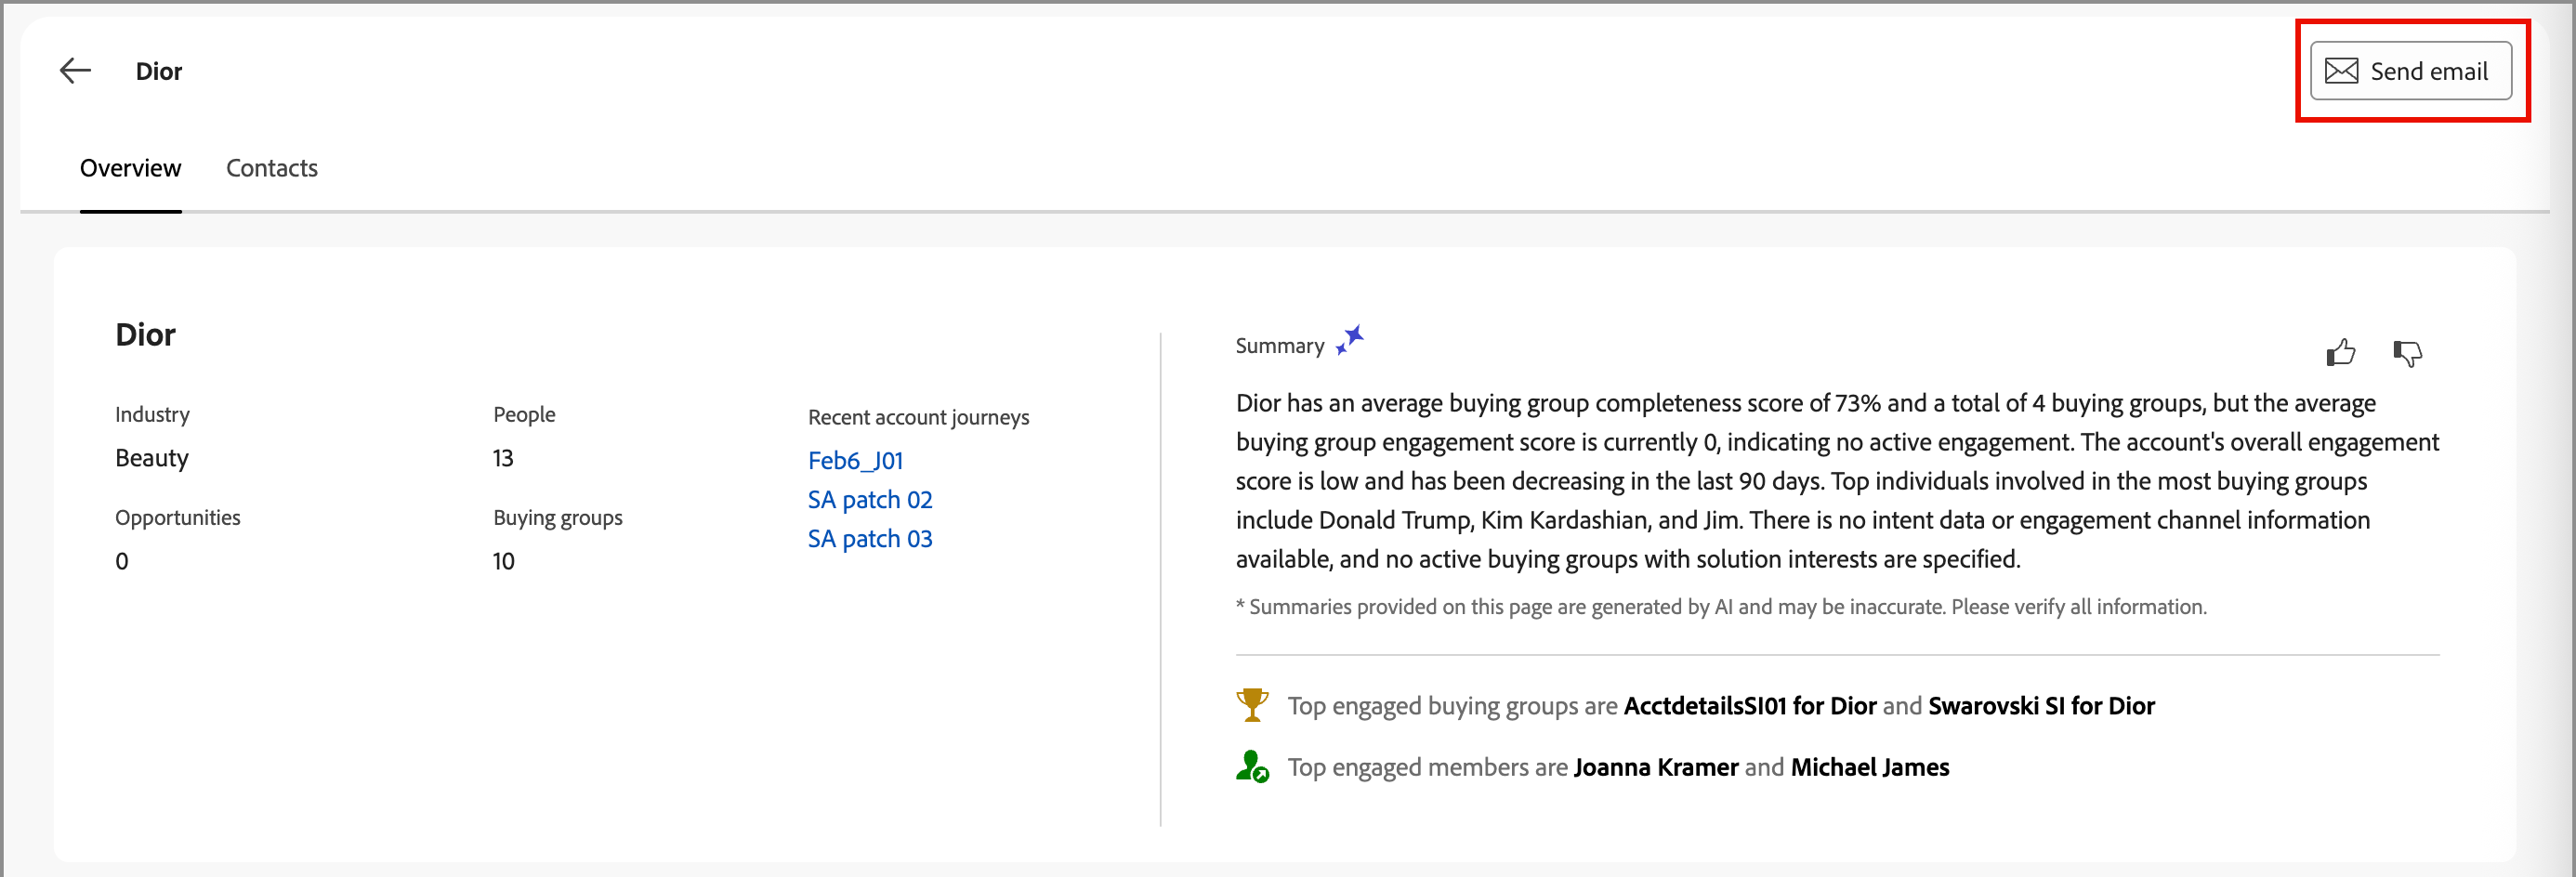 Dior
Send email
Overview
Contacts
Dior
Industry
Beauty
People
13
Opportunities
0
Buying groups
10
Recent account journeys
Feb6_J01
SA patch 02
SA patch 03
Summary
Dior has an average buying group completeness score of 73% and a total of 4 buying groups, but the average
buying group engagement score is currently 0, indicating no active engagement. The account's overall engagement
score is low and has been decreasing in the last 90 days. Top individuals involved in the most buying groups
include Donald Trump, Kim Kardashian, and Jim. There is no intent data or engagement channel information
available, and no active buying groups with solution interests are specified.
* Summaries provided on this page are generated by AI and may be inaccurate. Please verify all information.
Top engaged buying groups are AcctdetailsSI01 for Dior and Swarovski SI for Dior
Top engaged members are Joanna Kramer and Michael James